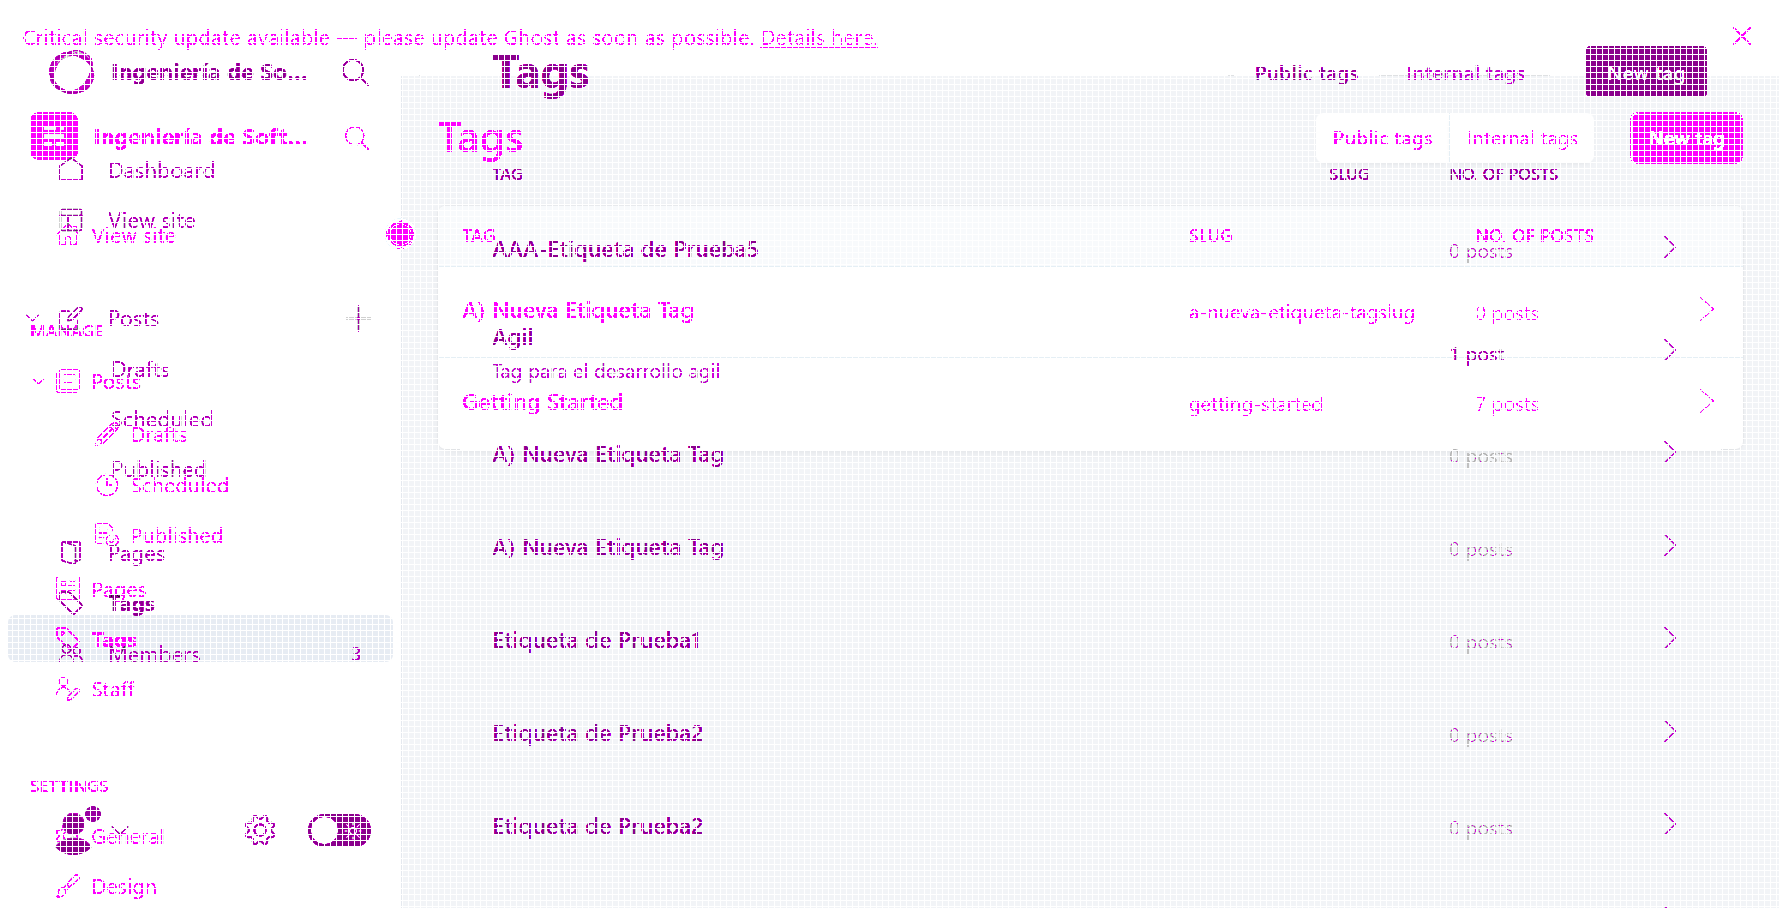 Critical security update available — please update Ghost as soon as possible. Details here.
Ingeniería de So...
Tags
Public tags
Internal tags
New tag
Ingeniería de Soft...
Tags
Public tags
Internal tags
New tag
Dashboard
TAG
SLUG
NO. OF POSTS
View site
View site
TAG
SLUG
NO. OF POSTS
AAA-Etiqueta de Prueba5
0 posts
A) Nueva Etiqueta Tag
a-nueva-etiqueta-tagslug
0 posts
Posts
MANAGE
Agil
1 post
Tag para el desarrollo agil
Drafts
Posts
Getting Started
getting-started
7 posts
Scheduled
Drafts
A) Nueva Etiqueta Tag
0 posts
Published
Scheduled
Published
Pages
A) Nueva Etiqueta Tag
0 posts
Pages
Tags
Tags
Members
3
Etiqueta de Prueba1
0 posts
Staff
Etiqueta de Prueba2
0 posts
SETTINGS
General
Etiqueta de Prueba2
0 posts
Design